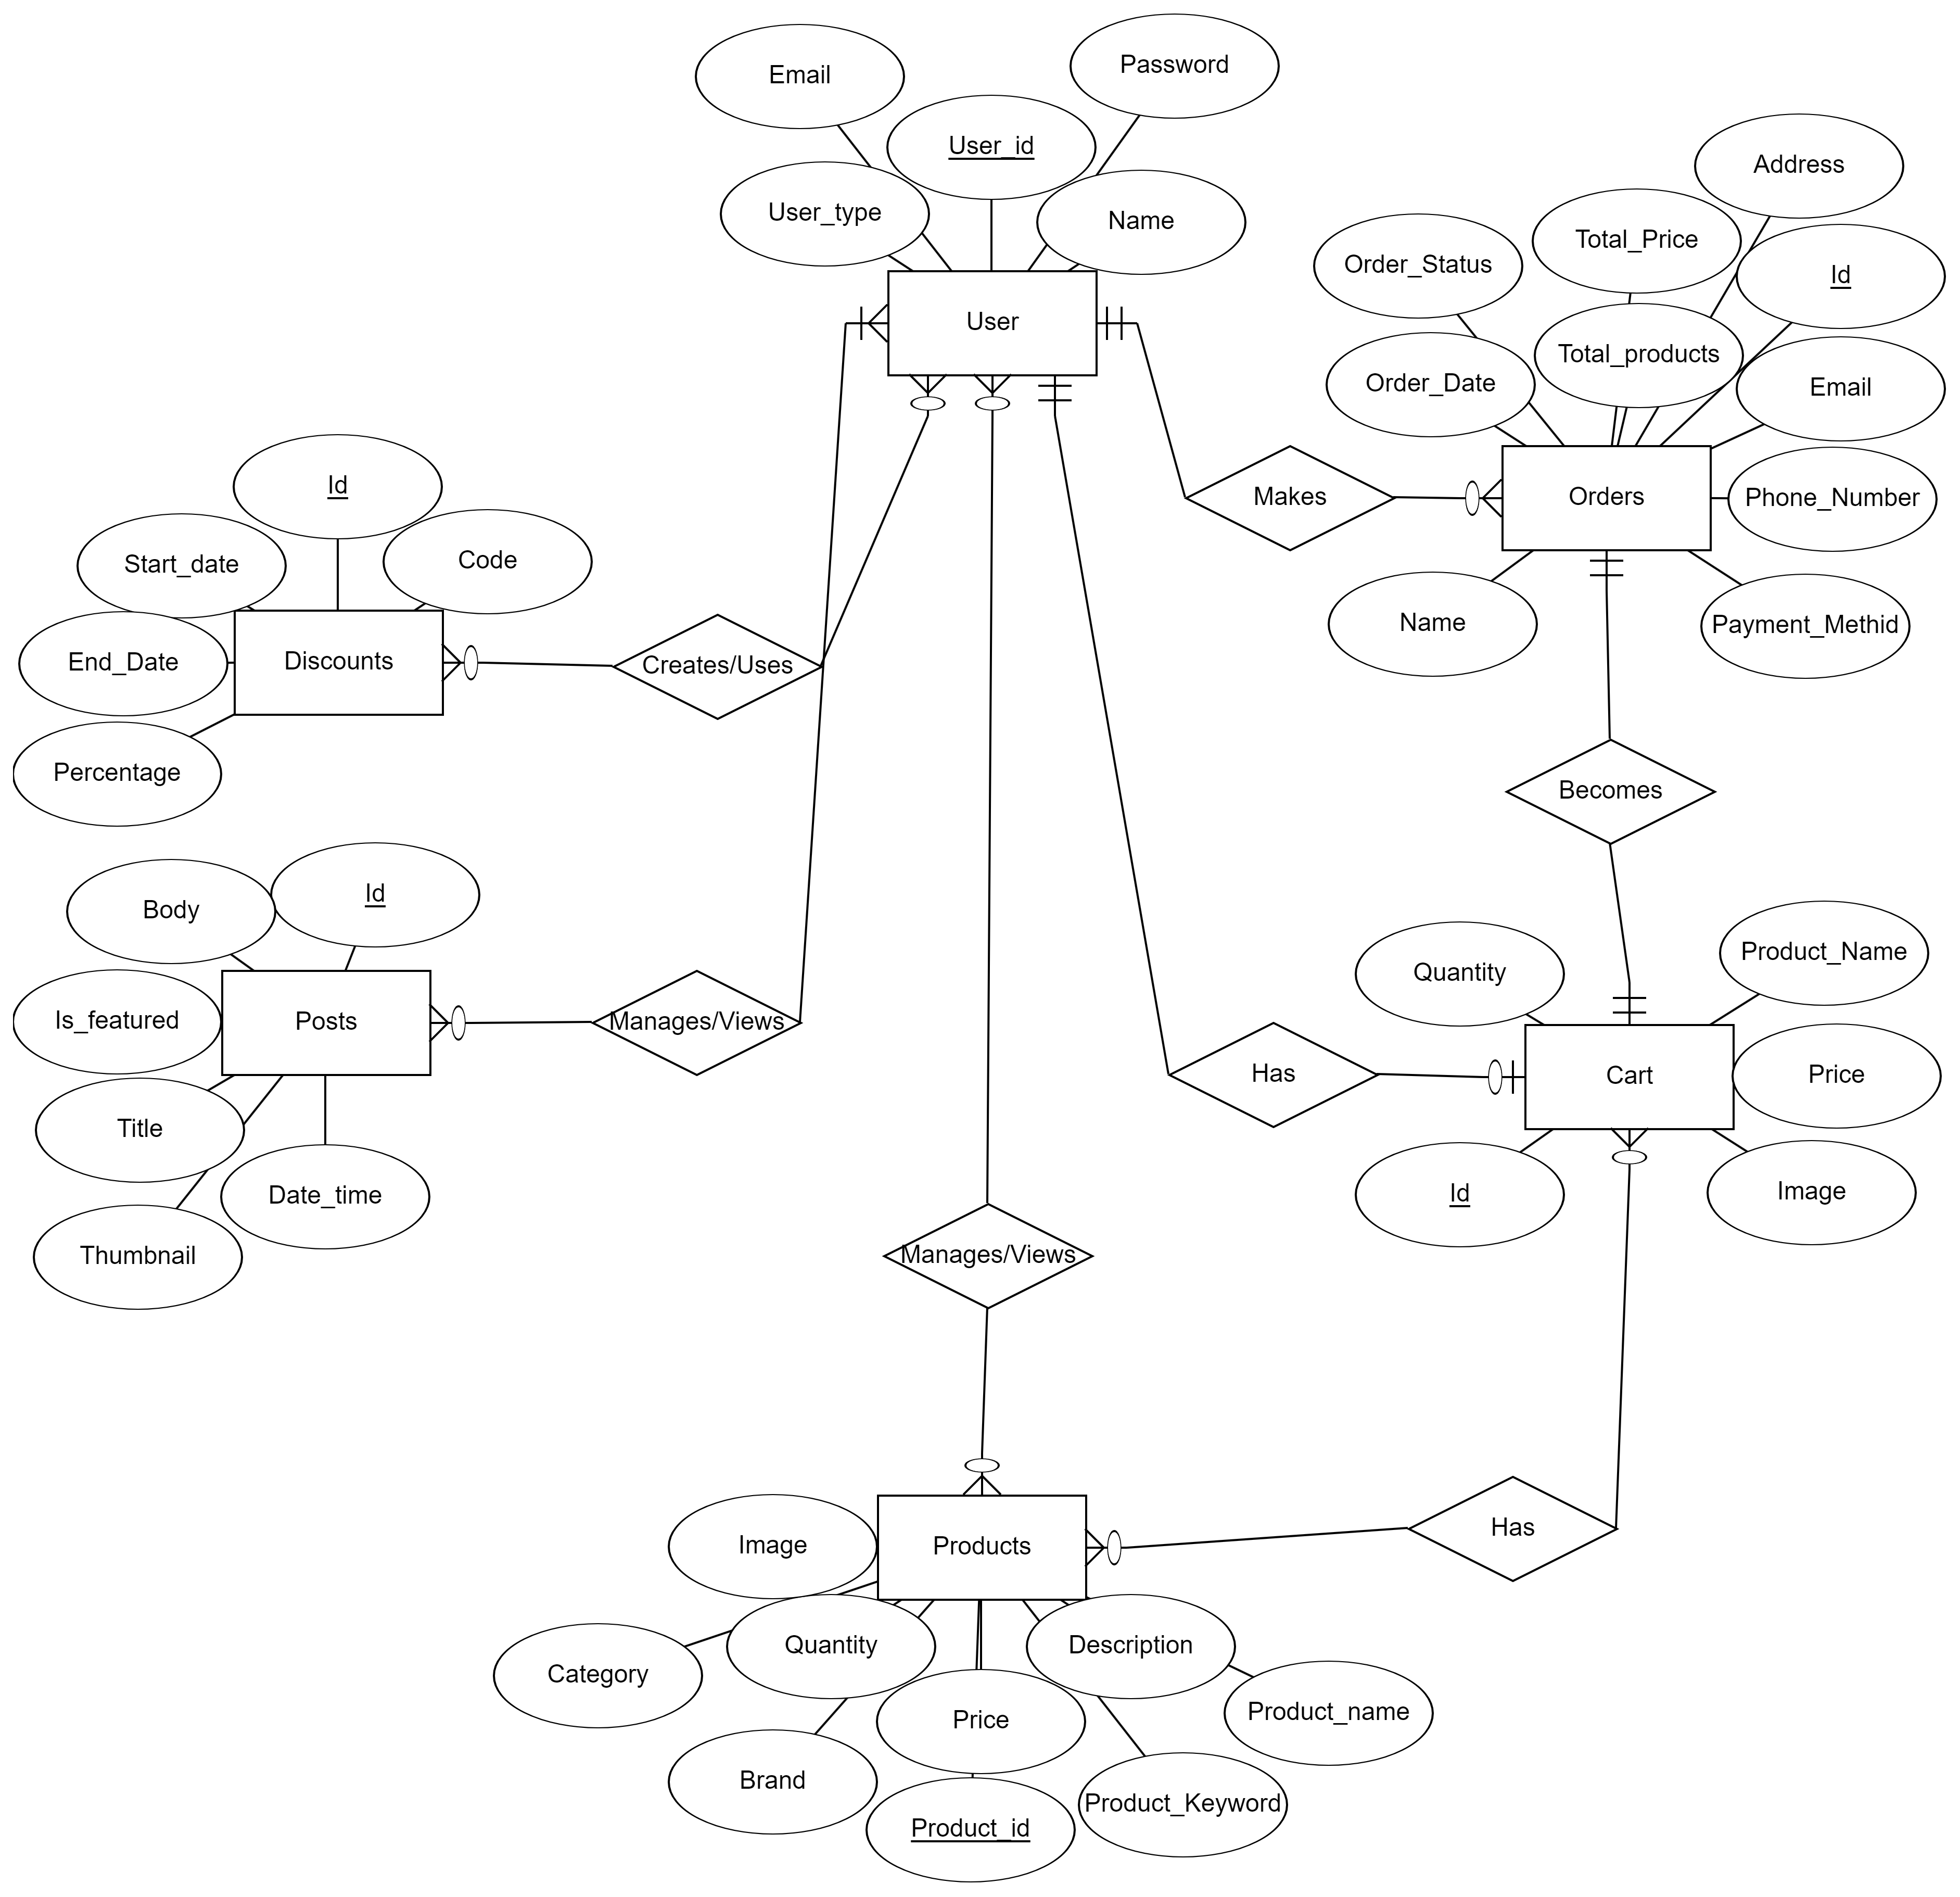 Email
Password
User_id
User_type
Name
User
Address
Total_Price
Order_Status
Id
Total_products
Order_Date
Email
Orders
Phone_Number
Makes
Name
Payment_Methid
Id
Start_date
Code
End_Date
Discounts
Creates/Uses
Percentage
Becomes
Body
Id
Is_featured
Posts
Manages/Views
Title
Date_time
Thumbnail
Quantity
Product_Name
Has
Cart
Price
Id
Image
Manages/Views
Has
Image
Products
Category
Quantity
Description
Price
Product_name
Brand
Product_id
Product_Keyword